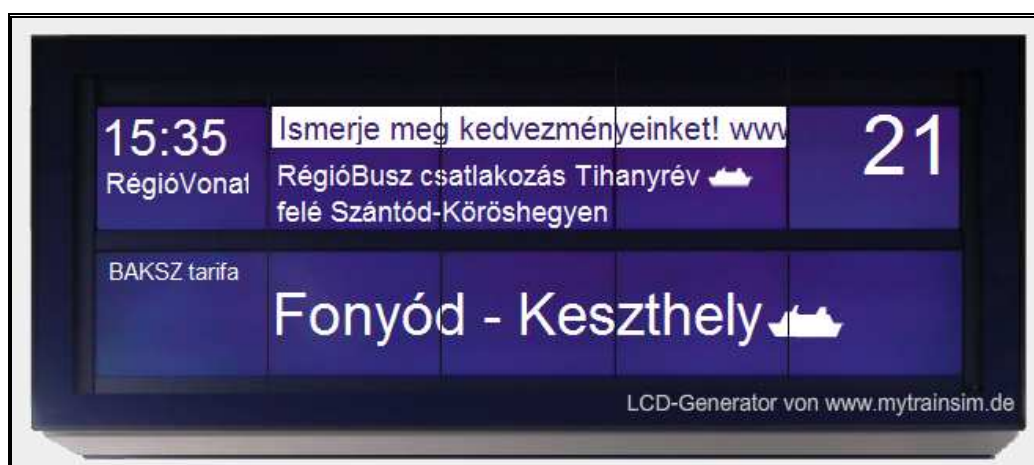 15:35
RégióVonat
Ismerje meg kedvezményeinket! www
21
RégióBusz csatlakozás Tihanyrév
felé Szántód-Köröshegyen
BAKSZ tarifa
Fonyód - Keszthely
LCD-Generator von www.mytrainsim.de